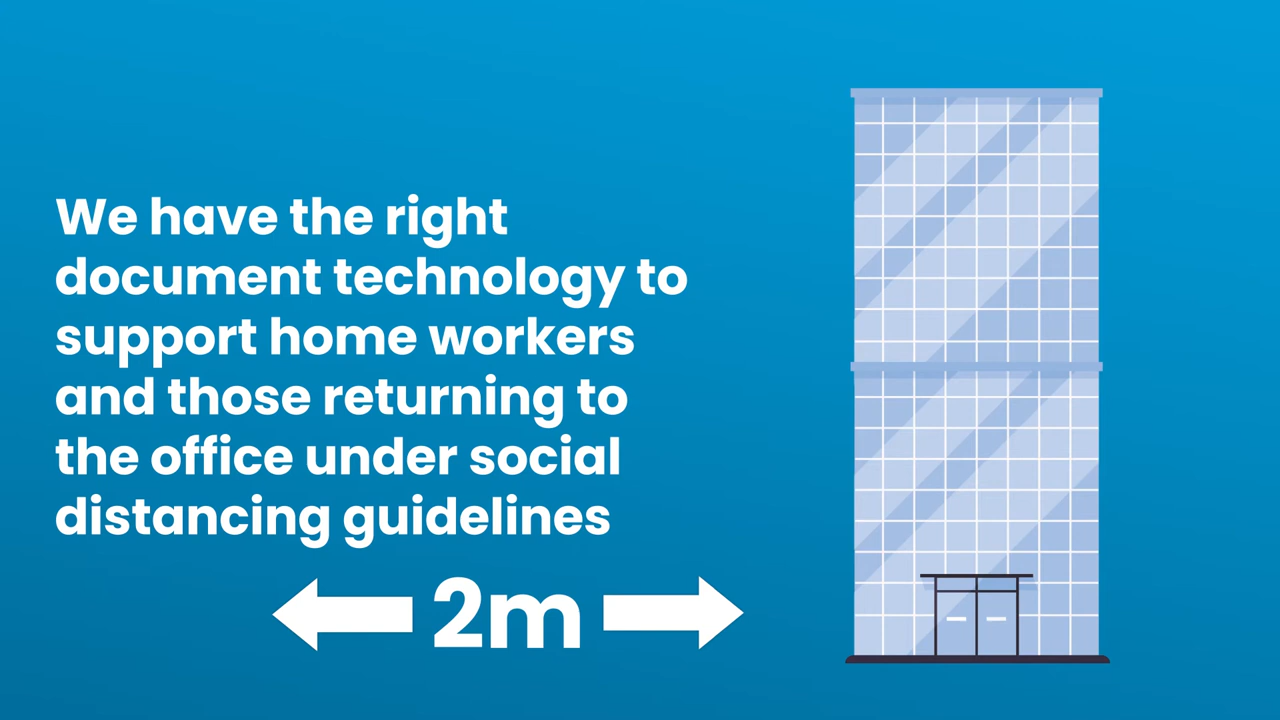 We have the right
document technology to
support home workers
and those returning to
the office under social
distancing guidelines
2m